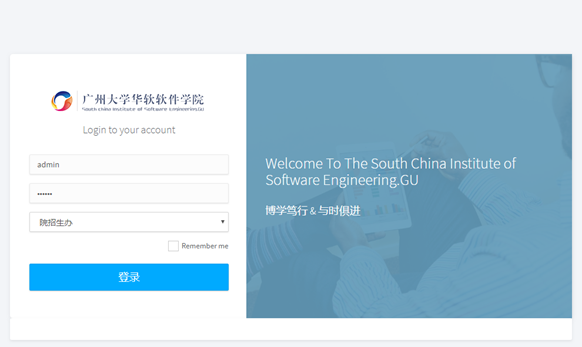 广州大学华软软件学院
South China Institute of Software Engineering.GU
Login to your account
admin
••••••
院招生办
Remember me
登录
Welcome To The South China Institute of
Software Engineering.GU
博学笃行 & 与时俱进